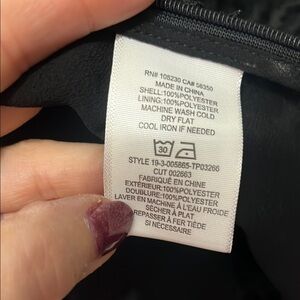 RN# 105230 CA# 56350
MADE IN CHINA
SHELL:100%POLYESTER
LINING:100%POLYESTER
MACHINE WASH COLD
DRY FLAT
COOL IRON IF NEEDED
30
STYLE 19-3-005865-TP03266
CUT 002663
FABRIQUÉ EN CHINE
EXTÉRIEUR:100%POLYESTER
DOUBLURE:100%POLYESTER
LAVER EN MACHINE À L'EAU FROIDE
SÉCHER À PLAT
REPASSER À FER TIÈDE
SI NÉCESSAIRE